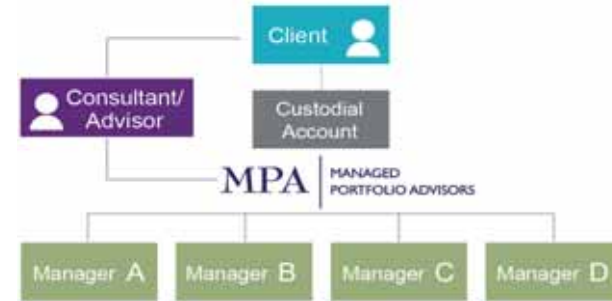 Client
Consultant/
Advisor
Custodial
Account
MPA
MANAGED
PORTFOLIO ADVISORS
Manager A
Manager B
Manager C
Manager D